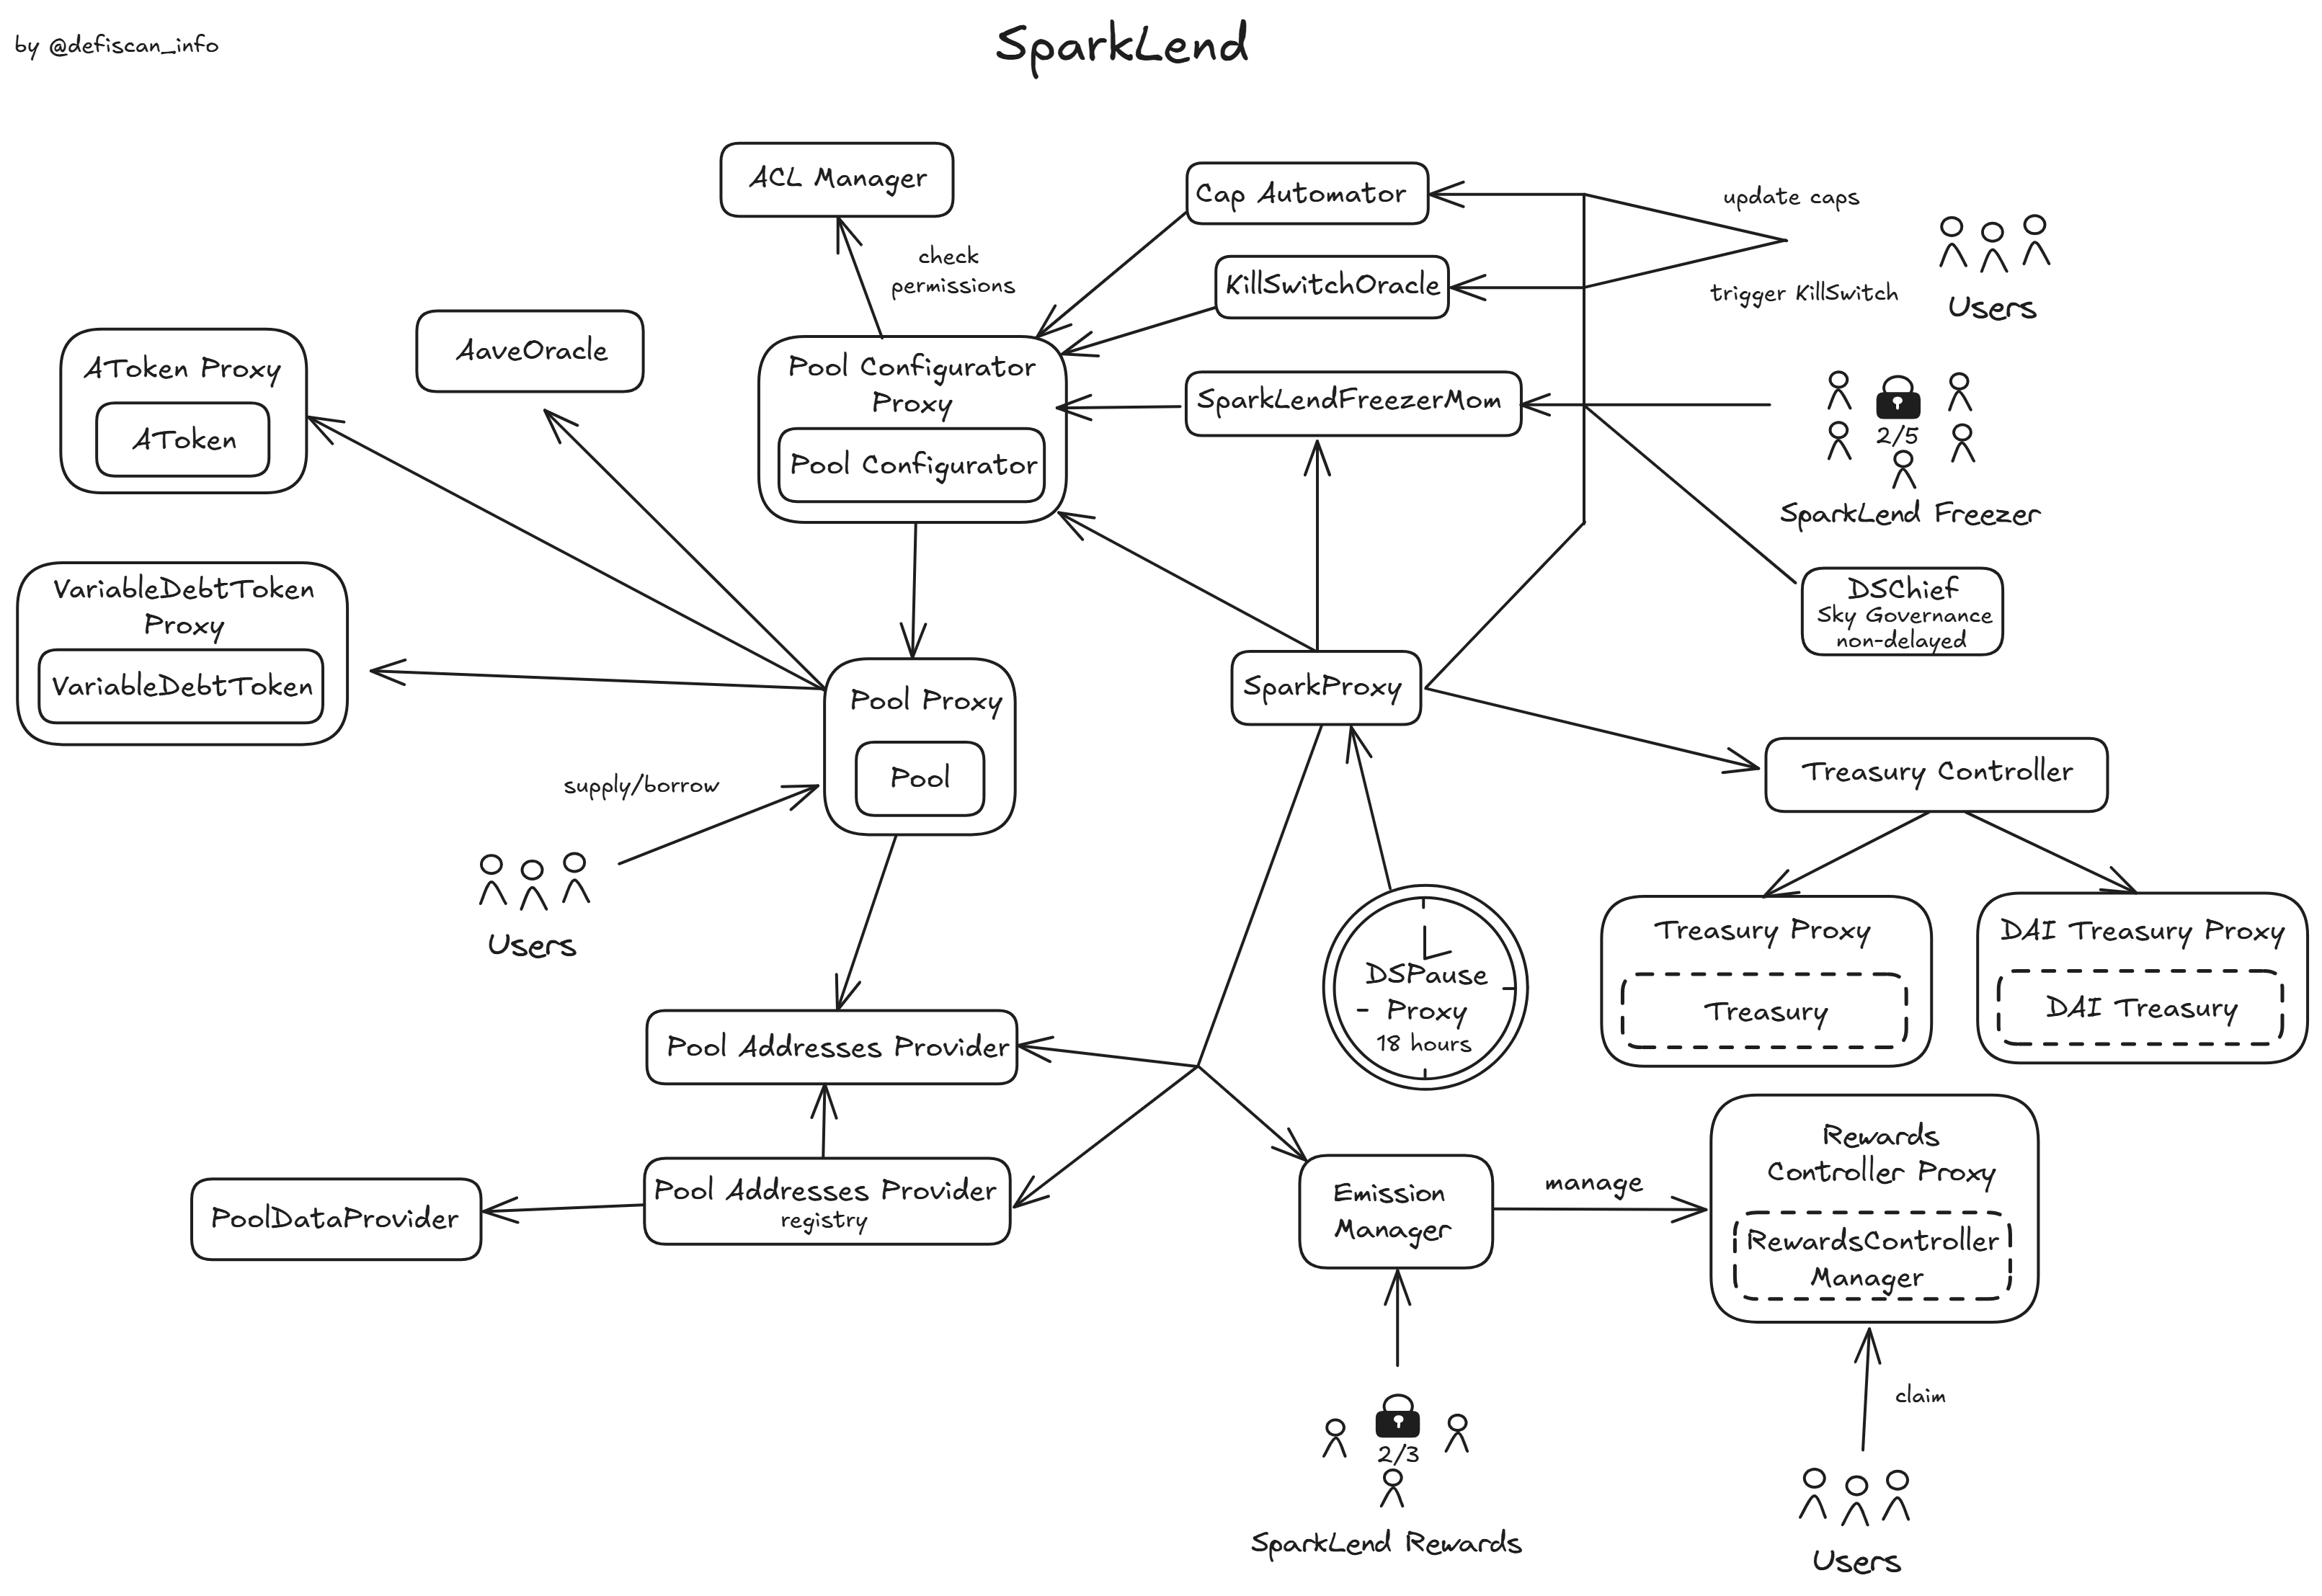 by @defiscan_info
SparkLend
ACL Manager
check
permissions
Cap Automator
update caps
KillSwitchOracle
trigger KillSwitch
Users
AToken Proxy
AToken
AaveOracle
Pool Configurator
Proxy
Pool Configurator
SparkLendFreezerMom
2/5
SparkLend Freezer
VariableDebtToken
Proxy
VariableDebtToken
DSChief
Sky Governance
non-delayed
Pool Proxy
Pool
SparkProxy
supply/borrow
Users
Treasury Controller
Treasury Proxy
Treasury
DAI Treasury Proxy
DAI Treasury
DSPause
- Proxy
18 hours
Pool Addresses Provider
Pool Addresses Provider
registry
PoolDataProvider
Emission
Manager
manage
Rewards
Controller Proxy
RewardsController
Manager
claim
2/3
SparkLend Rewards
Users